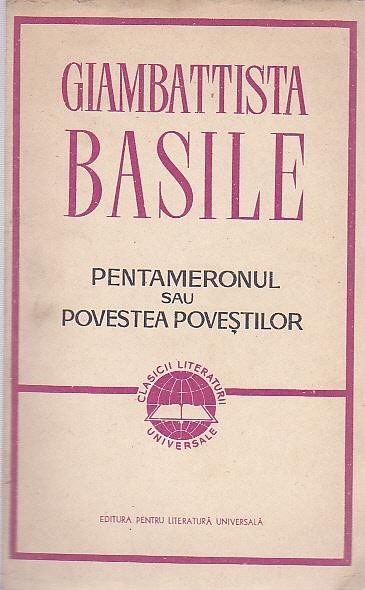 GIAMBATTISTA
BASILE
PENTAMERONUL
SAU
POVESTEA POVEȘTILOR
CLASICII LITERATURII
UNIVERSALE
EDITURA PENTRU LITERATURĂ UNIVERSALĂ